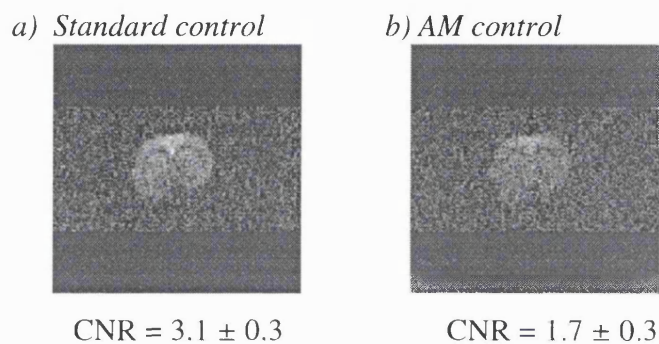 a) Standard control
b) AM control
CNR = 3.1 ± 0.3
CNR = 1.7 ± 0.3